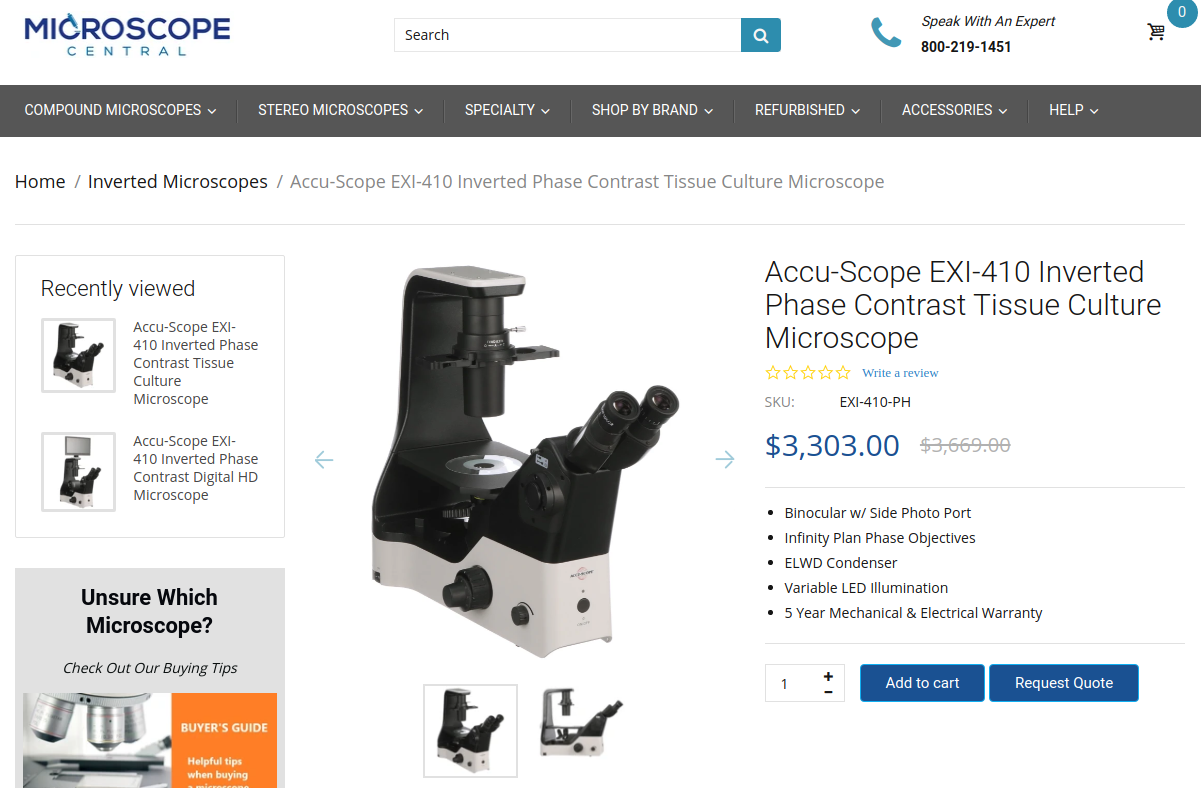 MICROSCOPE
CENTRAL
Search
Speak With An Expert
800-219-1451
0
COMPOUND MICROSCOPES
STEREO MICROSCOPES
SPECIALTY
SHOP BY BRAND
REFURBISHED
ACCESSORIES
HELP
Home / Inverted Microscopes / Accu-Scope EXI-410 Inverted Phase Contrast Tissue Culture Microscope
Recently viewed
Accu-Scope EXI-
410 Inverted Phase
Contrast Tissue
Culture
Microscope
Accu-Scope EXI-
410 Inverted Phase
Contrast Digital HD
Microscope
Unsure Which
Microscope?
Check Out Our Buying Tips
BUYER'S GUIDE
Helpful tips
when buying
a microscope
ACCU-SCOPE
Accu-Scope EXI-410 Inverted
Phase Contrast Tissue Culture
Microscope
Write a review
SKU: EXI-410-PH
$3,303.00 $3,669.00
Binocular w/ Side Photo Port
Infinity Plan Phase Objectives
ELWD Condenser
Variable LED Illumination
5 Year Mechanical & Electrical Warranty
1 + -
Add to cart
Request Quote